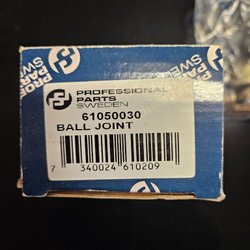 PROFESSIONAL
PARTS
SWEDEN
61050030
BALL JOINT
7 340024 610209